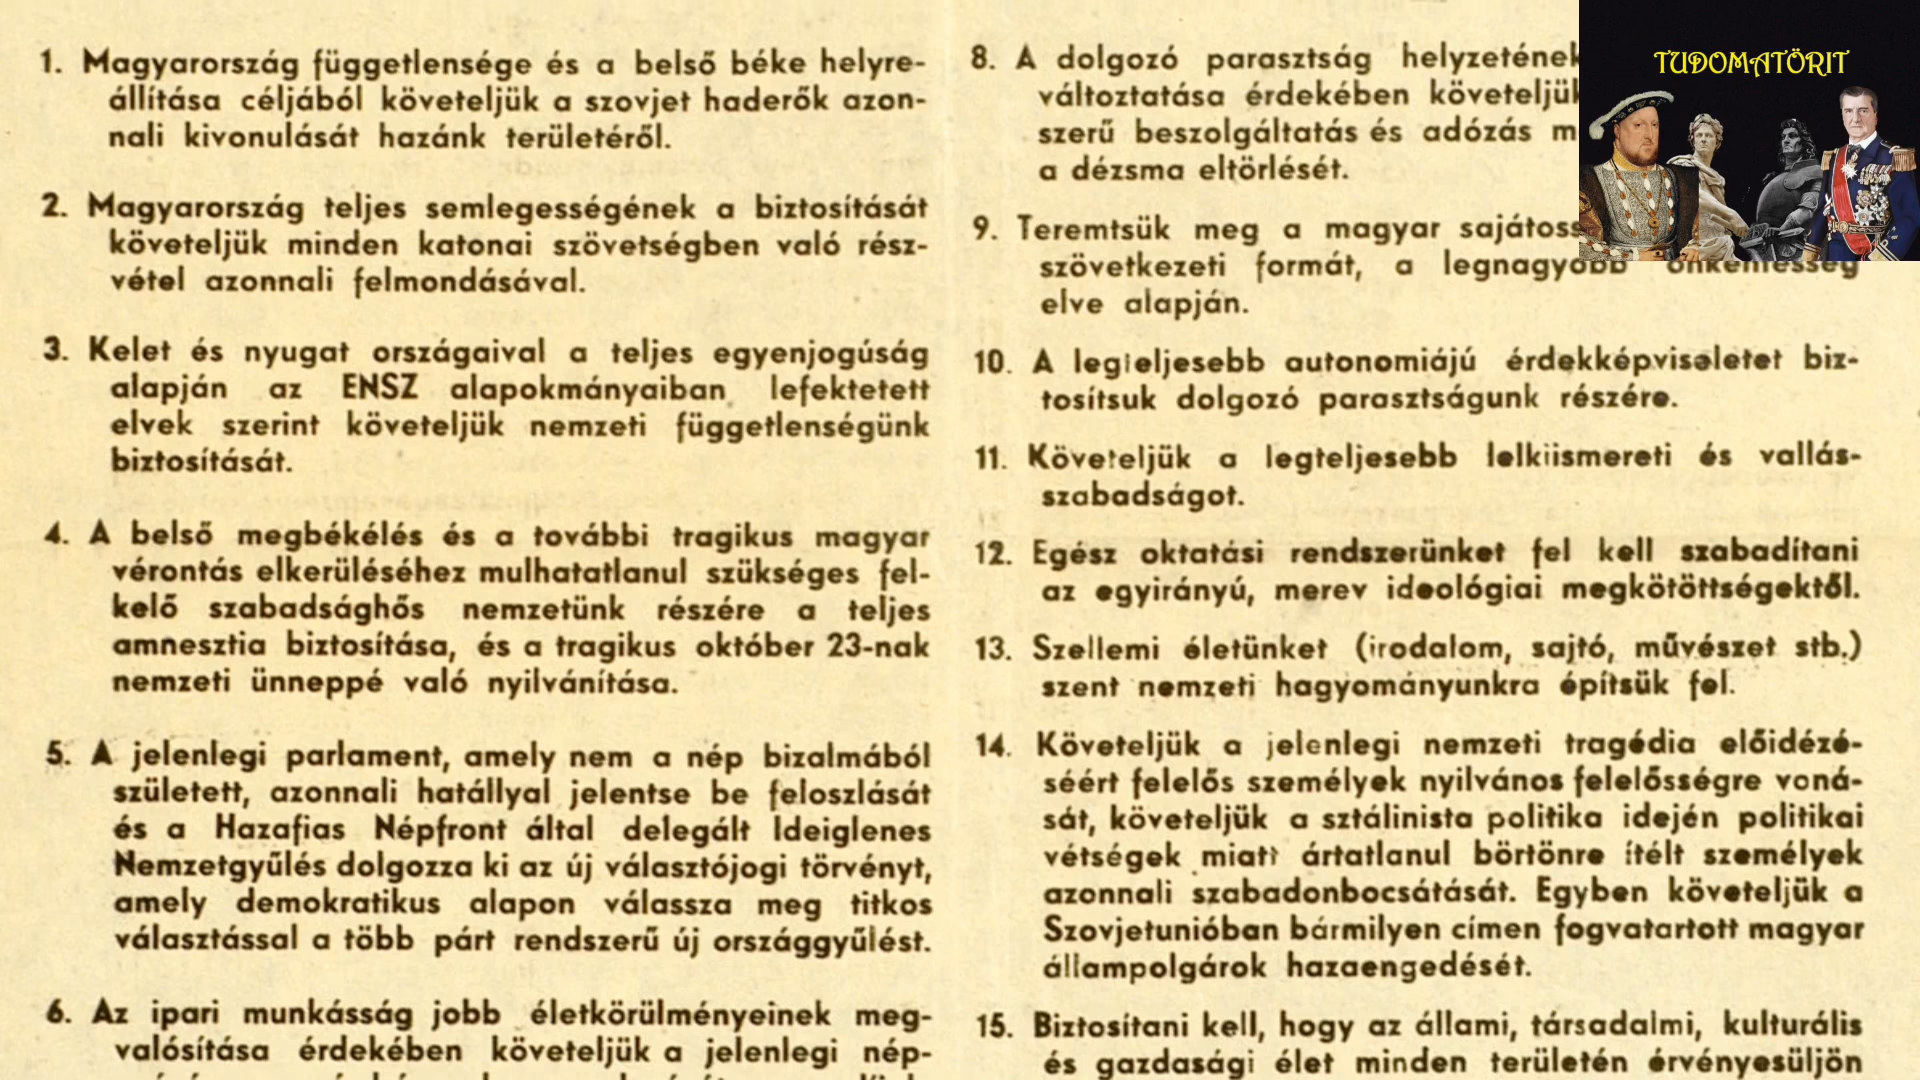 1. Magyarország függetlensége és a belső béke helyre-
állítása céljából követeljük a szovjet haderők azon-
nali kivonulását hazánk területéről.
2. Magyarország teljes semlegességének a biztosítását
követeljük minden katonai szövetségben való rész-
vétel azonnali felmondásával.
3. Kelet és nyugat országaival a teljes egyenjogúság
alapján az ENSZ alapokmányaiban lefektetett
elvek szerint követeljük nemzeti függetlenségünk
biztosítását.
4. A belső megbékélés és a további tragikus magyar
vérontás elkerüléséhez mulhatatlanul szükséges fel-
kelő szabadsághős nemzetünk részére a teljes
amnesztia biztosítása, és a tragikus október 23-nak
nemzeti ünneppé való nyilvánítása.
5. A jelenlegi parlament, amely nem a nép bizalmából
született, azonnali hatállyal jelentse be feloszlását
és a Hazafias Népfront által delegált Ideiglenes
Nemzetgyűlés dolgozza ki az új választójogi törvényt,
amely demokratikus alapon válassza meg titkos
választással a több párt rendszerű új országgyűlést.
6. Az ipari munkásság jobb életkörülményeinek meg-
valósítása érdekében követeljük a jelenlegi nép-
8. A dolgozó parasztság helyzetének
változtatása érdekében követeljük
szerű beszolgáltatás és adózás
a dézsma eltörlését.
9. Teremtsük meg a magyar
szövetkezeti formát, a legnagyobb önkéntesség
elve alapján.
10. A legteljesebb autonomiájú érdekképviseletet biz-
tosítsuk dolgozó parasztságunk részére.
11. Követeljük a legteljesebb lelkiismereti és vallás-
szabadságot.
12. Egész oktatási rendszerünket fel kell szabadítani
az egyirányú, merev ideológiai megkötöttségektől.
13. Szellemi életünket (irodalom, sajtó, művészet stb.)
szent nemzeti hagyományunkra építsük fel.
14. Követeljük a jelenlegi nemzeti tragédia előidézé-
séért felelős személyek nyilvános felelősségre voná-
sát, követeljük a sztálinista politika idején politikai
vétségek miatt ártatlanul börtönre ítélt személyek
azonnali szabadonbocsátását. Egyben követeljük a
Szovjetunióban bármilyen címen fogvatartott magyar
állampolgárok hazaengedését.
15. Biztosítani kell, hogy az állami, társadalmi, kulturális
és gazdasági élet minden területén érvényesüljön
TUDOMATÖRIT